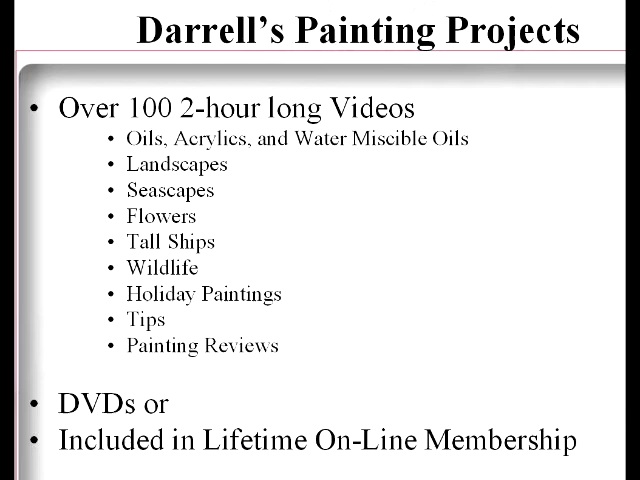 Darrell's Painting Projects
• Over 100 2-hour long Videos
• Oils, Acrylics, and Water Miscible Oils
• Landscapes
• Seascapes
• Flowers
• Tall Ships
• Wildlife
• Holiday Paintings
• Tips
• Painting Reviews
• DVDs or
• Included in Lifetime On-Line Membership